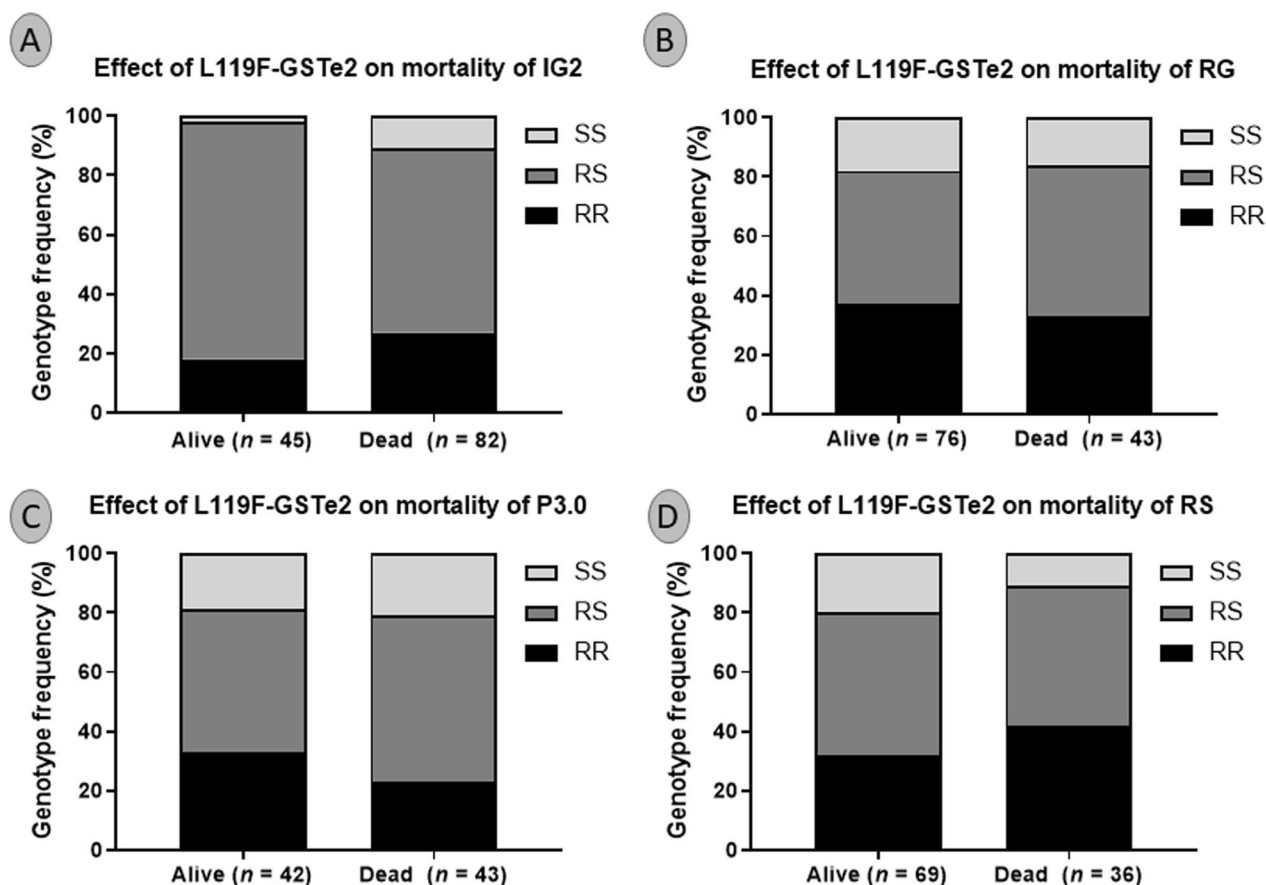 A
Effect of L119F-GSTe2 on mortality of IG2
Genotype frequency (%)
100
80
60
40
20
0
SS
RS
RR
Alive (n = 45)
Dead (n = 82)
B
Effect of L119F-GSTe2 on mortality of RG
Genotype frequency (%)
100
80
60
40
20
0
SS
RS
RR
Alive (n = 76)
Dead (n = 43)
C
Effect of L119F-GSTe2 on mortality of P3.0
Genotype frequency (%)
100
80
60
40
20
0
SS
RS
RR
Alive (n = 42)
Dead (n = 43)
D
Effect of L119F-GSTe2 on mortality of RS
Genotype frequency (%)
100
80
60
40
20
0
SS
RS
RR
Alive (n = 69)
Dead (n = 36)